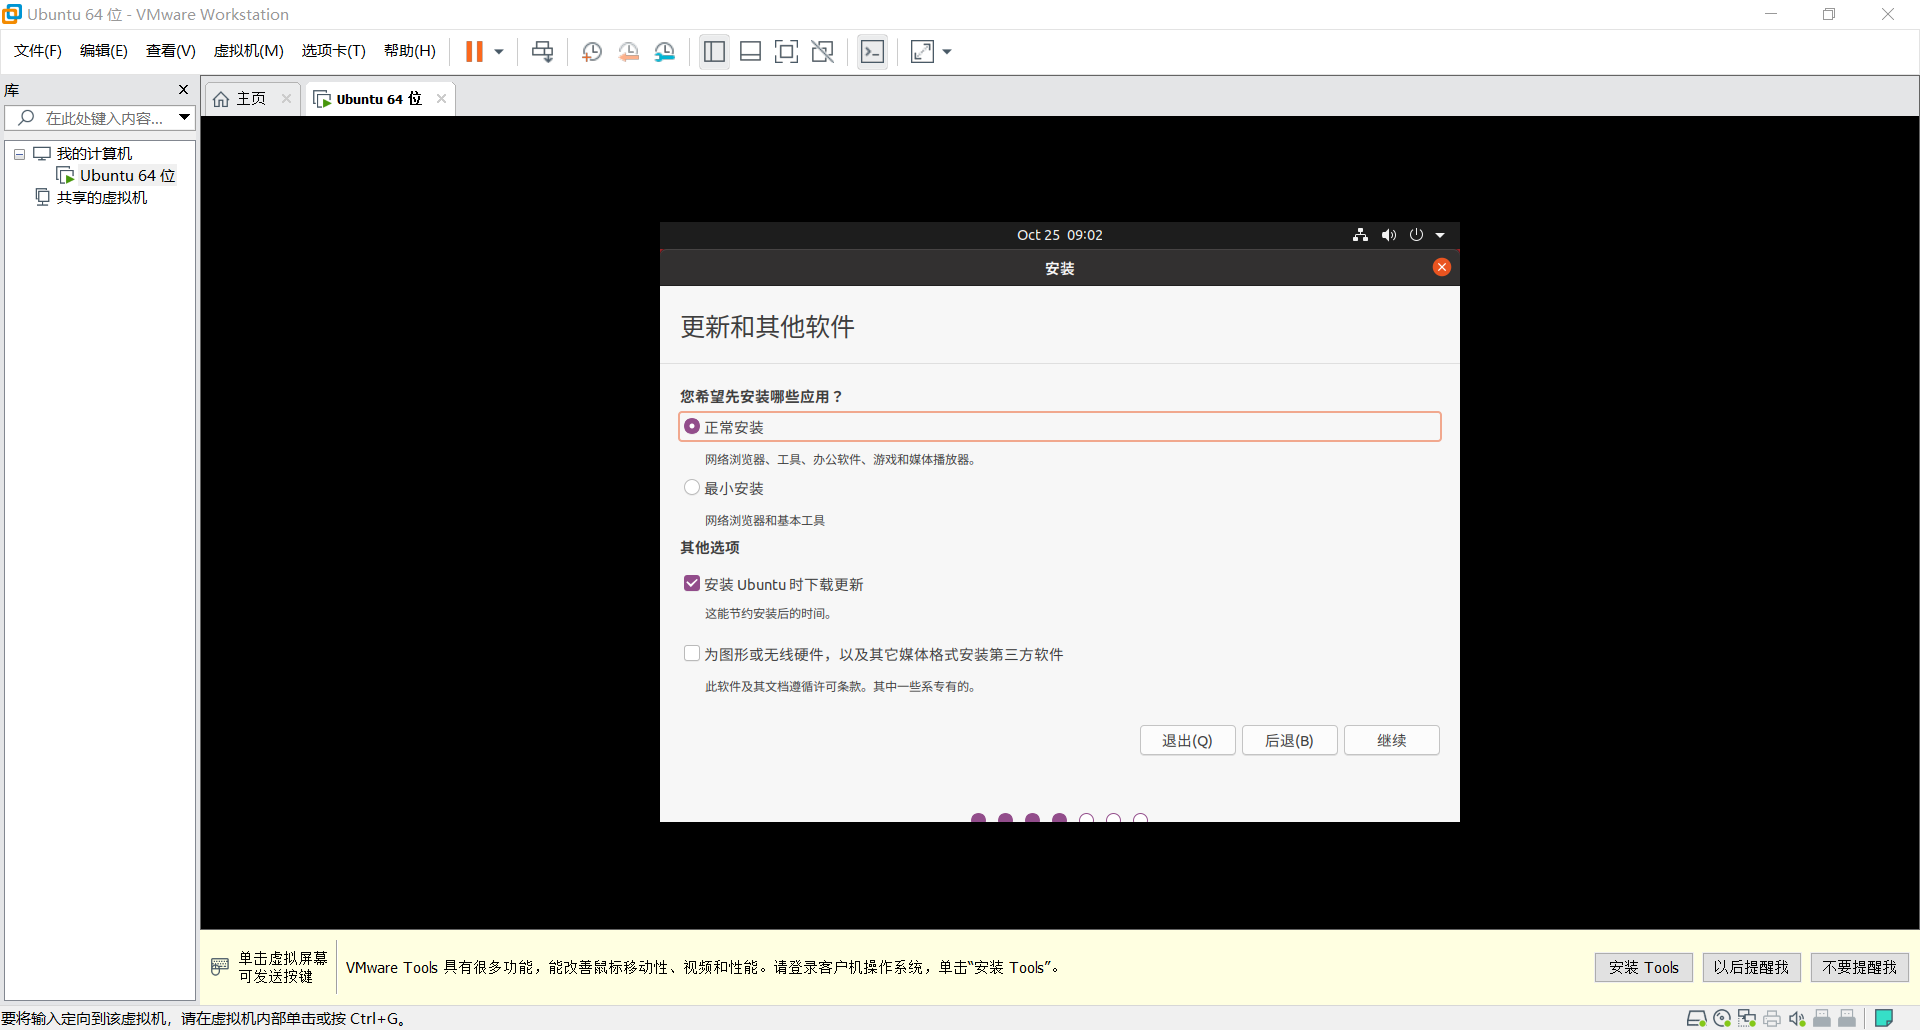 Ubuntu 64 位 - VMware Workstation
文件(F) 编辑(E) 查看(V) 虚拟机(M) 选项卡(T) 帮助(H)
库
主页
Ubuntu 64 位
在此处键入内容...
我的计算机
Ubuntu 64 位
共享的虚拟机
Oct 25 09:02
安装
更新和其他软件
您希望先安装哪些应用？
正常安装
网络浏览器、工具、办公软件、游戏和媒体播放器。
最小安装
网络浏览器和基本工具
其他选项
安装 Ubuntu 时下载更新
这能节约安装后的时间。
为图形或无线硬件，以及其它媒体格式安装第三方软件
此软件及其文档遵循许可条款。其中一些系专有的。
退出(Q) 后退(B) 继续
单击虚拟屏幕
可发送按键
VMware Tools 具有很多功能，能改善鼠标移动性、视频和性能。请登录客户机操作系统，单击“安装 Tools”。
安装 Tools 以后提醒我 不要提醒我
要将输入定向到该虚拟机，请在虚拟机内部单击或按 Ctrl+G。